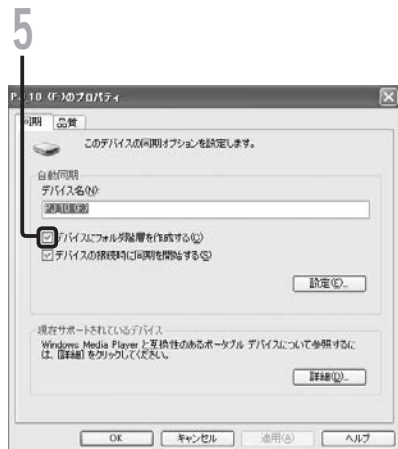 5
PJ_10 (F:)のプロパティ
同期 品質
このデバイスの同期オプションを設定します。
自動同期
デバイス名(N):
PJ 10 (F:)
デバイスにフォルダ階層を作成する(C)
デバイスの接続時に同期を開始する(S)
設定(E)...
現在サポートされているデバイス
Windows Media Player と互換性のあるポータブル デバイスについて参照するに
は、[詳細] をクリックしてください。
詳細(D)...
OK キャンセル 適用(A) ヘルプ